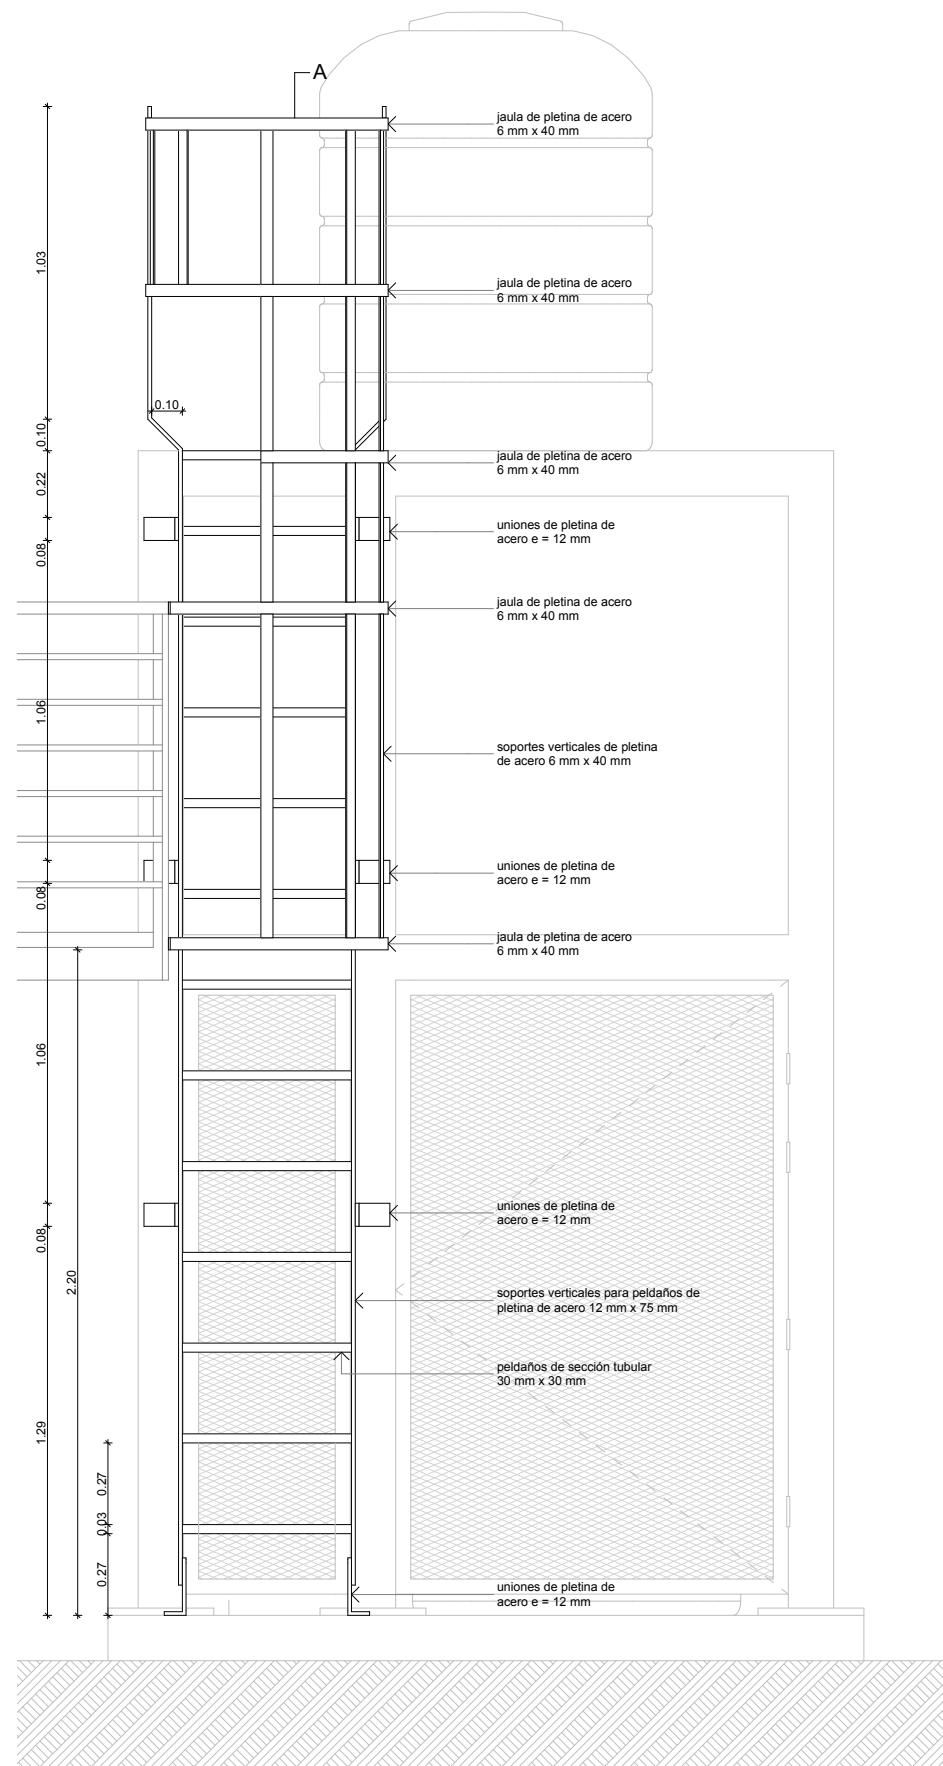 A
jaula de pletina de acero
6 mm x 40 mm
1.03
jaula de pletina de acero
6 mm x 40 mm
0.10
0.10
jaula de pletina de acero
6 mm x 40 mm
0.22
uniones de pletina de
acero e = 12 mm
0.08
jaula de pletina de acero
6 mm x 40 mm
1.06
soportes verticales de pletina
de acero 6 mm x 40 mm
uniones de pletina de
acero e = 12 mm
0.08
jaula de pletina de acero
6 mm x 40 mm
1.06
uniones de pletina de
acero e = 12 mm
0.08
2.20
soportes verticales para peldaños de
pletina de acero 12 mm x 75 mm
peldaños de sección tubular
30 mm x 30 mm
1.29
0.27
0.03
0.27
uniones de pletina de
acero e = 12 mm